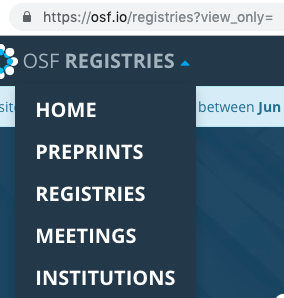 https://osf.io/registries?view_only=
OSF REGISTRIES
between Jun
HOME
PREPRINTS
REGISTRIES
MEETINGS
INSTITUTIONS